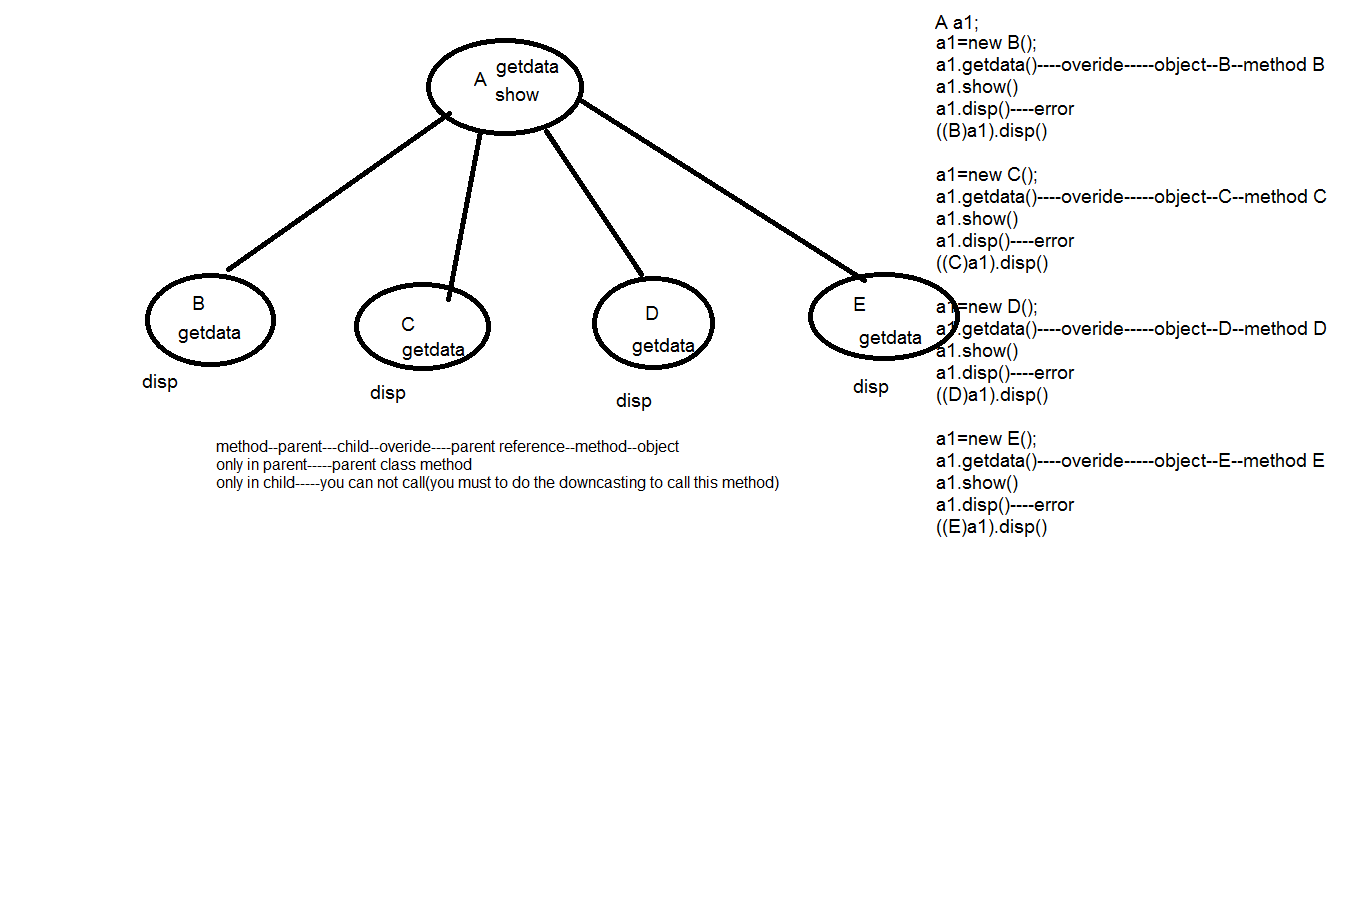 A
getdata
show
B
getdata
disp
C
getdata
disp
D
getdata
disp
E
getdata
disp
method--parent---child--overide----parent reference--method--object
only in parent-----parent class method
only in child-----you can not call(you must to do the downcasting to call this method)
A a1;
a1=new B();
a1.getdata()----overide-----object--B--method B
a1.show()
a1.disp()----error
((B)a1).disp()
a1=new C();
a1.getdata()----overide-----object--C--method C
a1.show()
a1.disp()----error
((C)a1).disp()
a1=new D();
a1.getdata()----overide-----object--D--method D
a1.show()
a1.disp()----error
((D)a1).disp()
a1=new E();
a1.getdata()----overide-----object--E--method E
a1.show()
a1.disp()----error
((E)a1).disp()